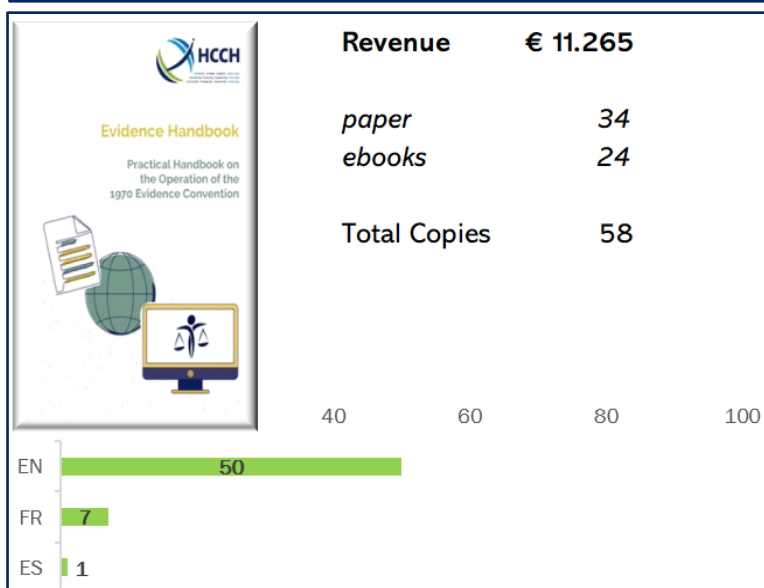 HCCH
Evidence Handbook
Practical Handbook on
the Operation of the
1970 Evidence Convention
Revenue € 11.265
paper 34
ebooks 24
Total Copies 58
40 60 80 100
EN 50
FR 7
ES 1